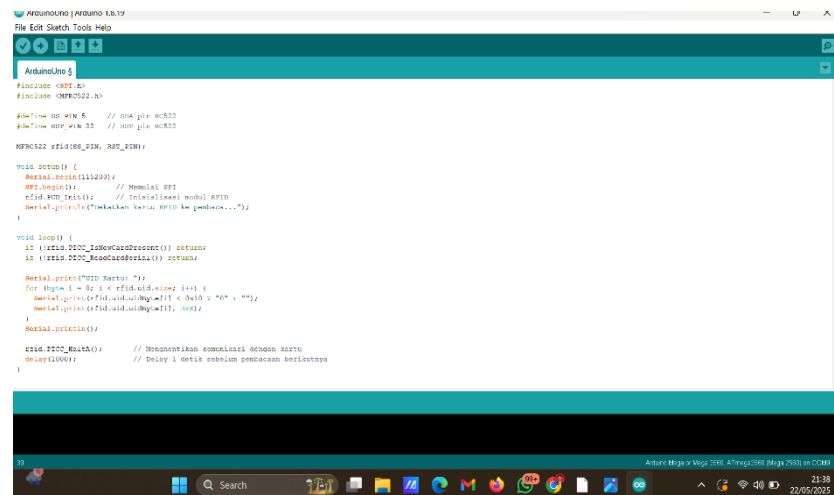 ArduinoUno | Arduino 1.8.19
File Edit Sketch Tools Help
ArduinoUno §
#include <SPI.h>
#include <MFRC522.h>
#define SS_PIN 5 // SDA pin RC522
#define RST_PIN 22 // RST pin RC522
MFRC522 rfid(SS_PIN, RST_PIN);
void setup() {
Serial.begin(115200);
SPI.begin(); // Memulai SPI
rfid.PCD_Init(); // Inisialisasi modul RFID
Serial.println("Dekatkan kartu RFID ke pembaca...");
}
void loop() {
if (!rfid.PICC_IsNewCardPresent()) return;
if (!rfid.PICC_ReadCardSerial()) return;
Serial.print("UID Kartu: ");
for (byte i = 0; i < rfid.uid.size; i++) {
Serial.print(rfid.uid.uidByte[i] < 0x10 ? "0" : "");
Serial.print(rfid.uid.uidByte[i], HEX);
}
Serial.println();
rfid.PICC_HaltA(); // Menghentikan komunikasi dengan kartu
delay(1000); // Delay 1 detik sebelum pembacaan berikutnya
}
Arduino Mega or Mega 2560, ATmega2560 (Mega 2560) on COM9
Search
99+
21:38
22/05/2025